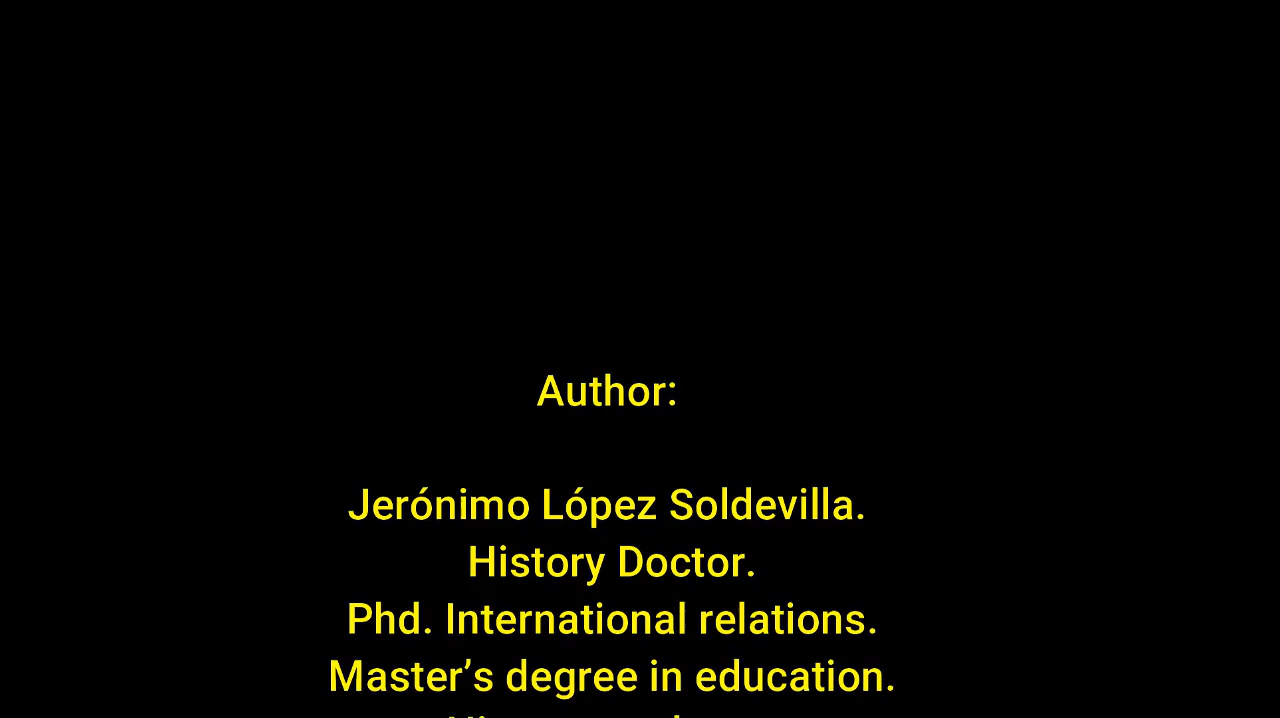 Author:
Jerónimo López Soldevilla.
History Doctor.
Phd. International relations.
Master’s degree in education.